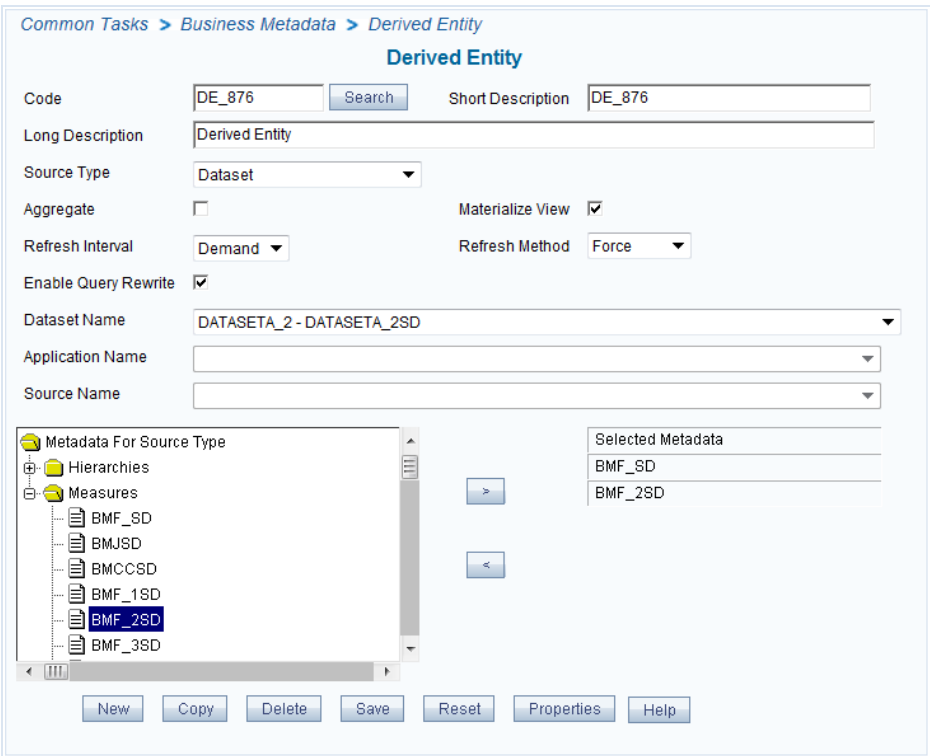 Common Tasks > Business Metadata > Derived Entity
Derived Entity
Code DE_876 Search Short Description DE_876
Long Description Derived Entity
Source Type Dataset
Aggregate Materialize View
Refresh Interval Demand Refresh Method Force
Enable Query Rewrite
Dataset Name DATASETA_2 - DATASETA_2SD
Application Name
Source Name
Metadata For Source Type
Hierarchies
Measures
BMF_SD
BMJSD
BMCCSD
BMF_1SD
BMF_2SD
BMF_3SD
>
<
Selected Metadata
BMF_SD
BMF_2SD
New Copy Delete Save Reset Properties Help